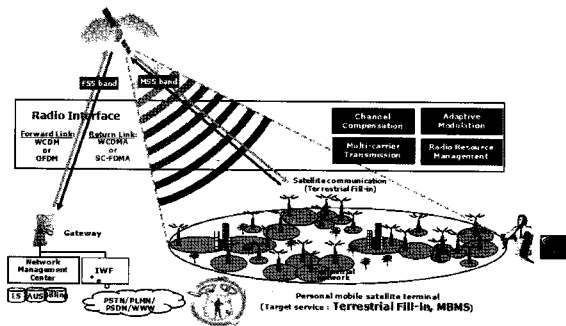 FSS band
MSS band
Radio Interface
Forward Link:
WCDM
or
OFDM
Return Link:
WCDMA
or
SC-FDMA
Channel
Compensation
Adaptive
Modulation
Multi-carrier
Transmission
Radio Resource
Management
Satellite communication
(Terrestrial Fill-in)
Gateway
Network
Management
Center
IWF
LS
AUS
Billing
PSTN/PLMN/
PSDN/WWW
network
Personal mobile satellite terminal
(Target service : Terrestrial Fill-in, MBMS)